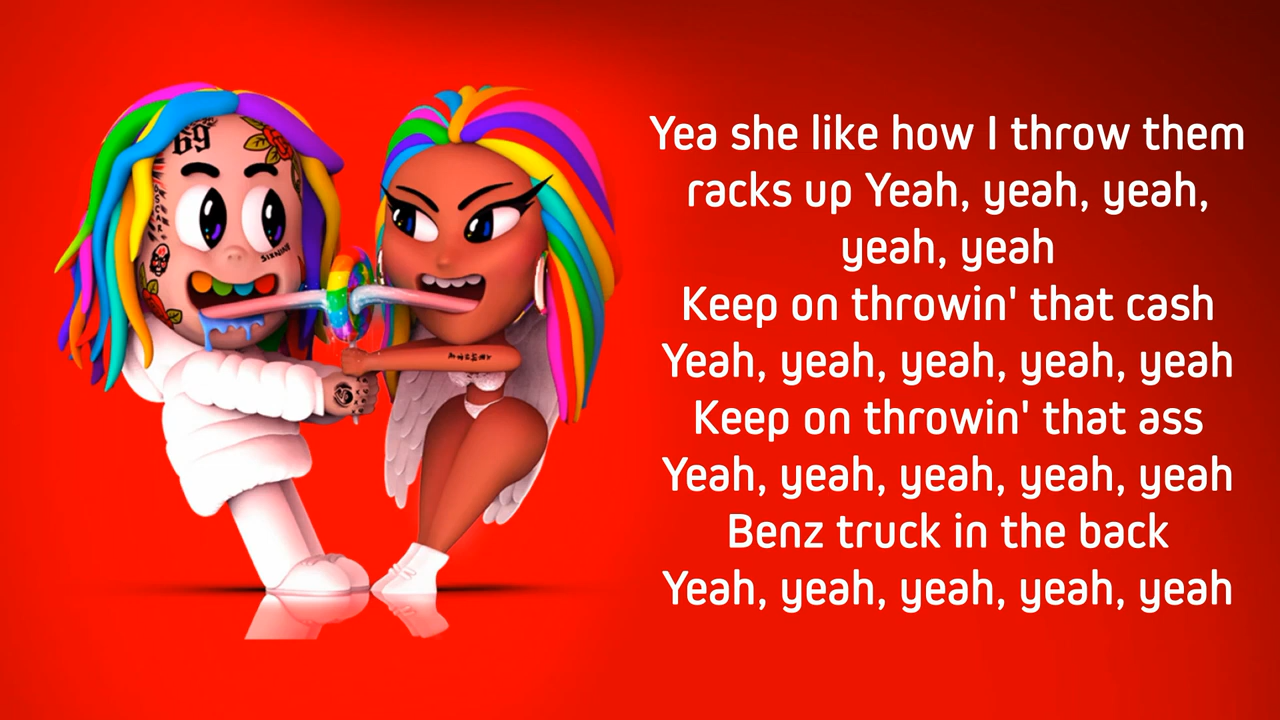 69
SCAR
SIXNINE
Yea she like how I throw them
racks up Yeah, yeah, yeah,
yeah, yeah
Keep on throwin' that cash
Yeah, yeah, yeah, yeah, yeah
Keep on throwin' that ass
Yeah, yeah, yeah, yeah, yeah
Benz truck in the back
Yeah, yeah, yeah, yeah, yeah